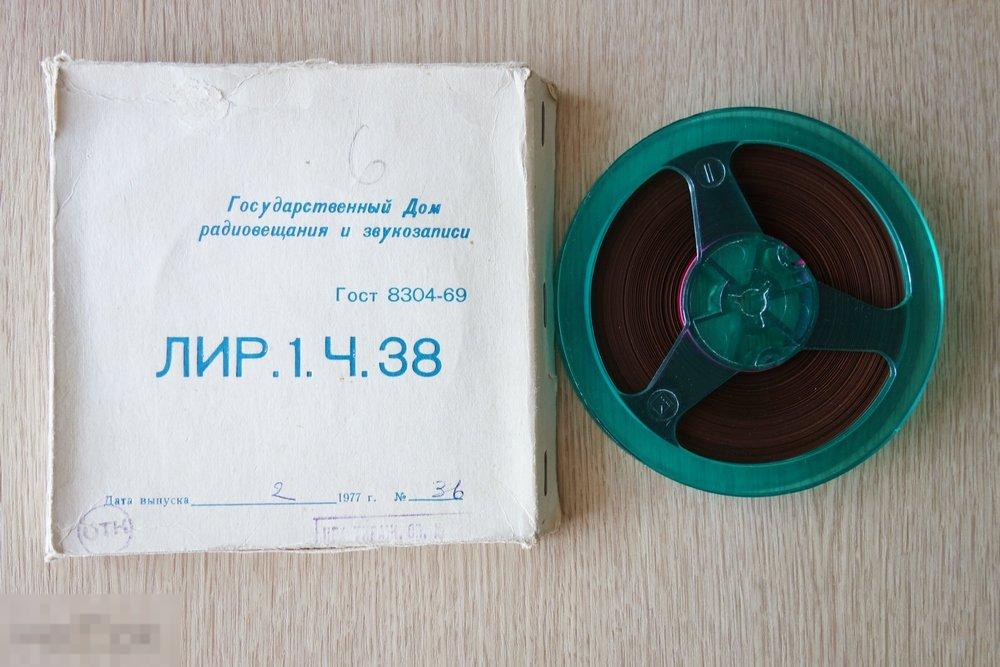 6
Государственный Дом
радиовещания и звукозаписи
Гост 8304-69
ЛИР.1.Ч.38
Дата выпуска 2 1977 г. № 36
ОТК